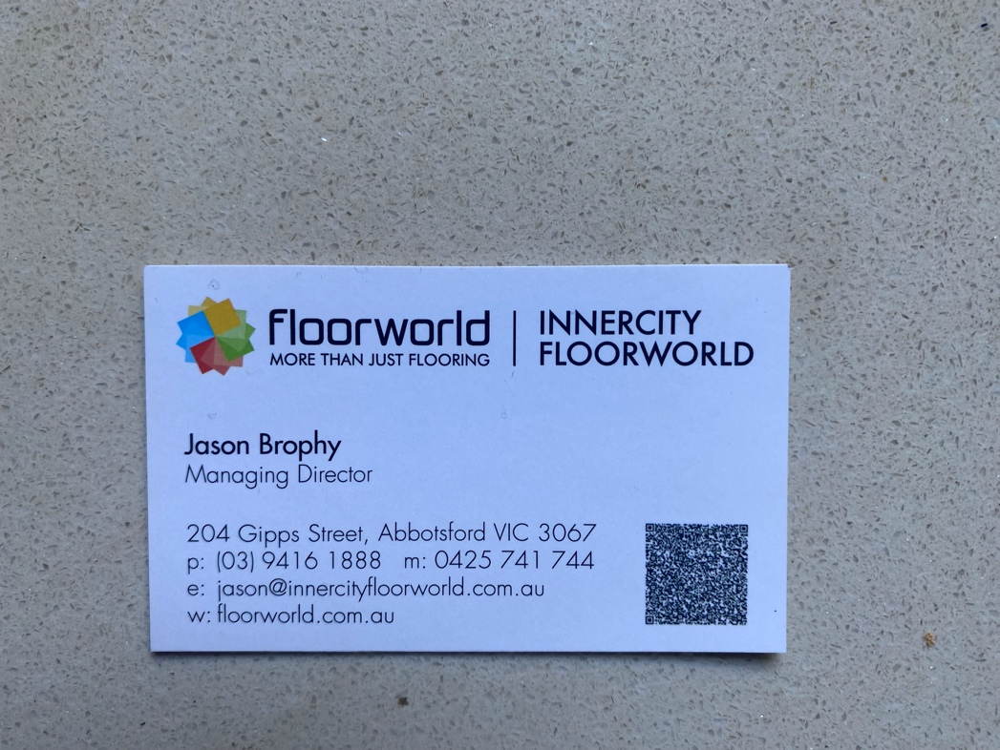 floorworld
MORE THAN JUST FLOORING
INNERCITY
FLOORWORLD
Jason Brophy
Managing Director
204 Gipps Street, Abbotsford VIC 3067
p: (03) 9416 1888 m: 0425 741 744
e: jason@innercityfloorworld.com.au
w: floorworld.com.au